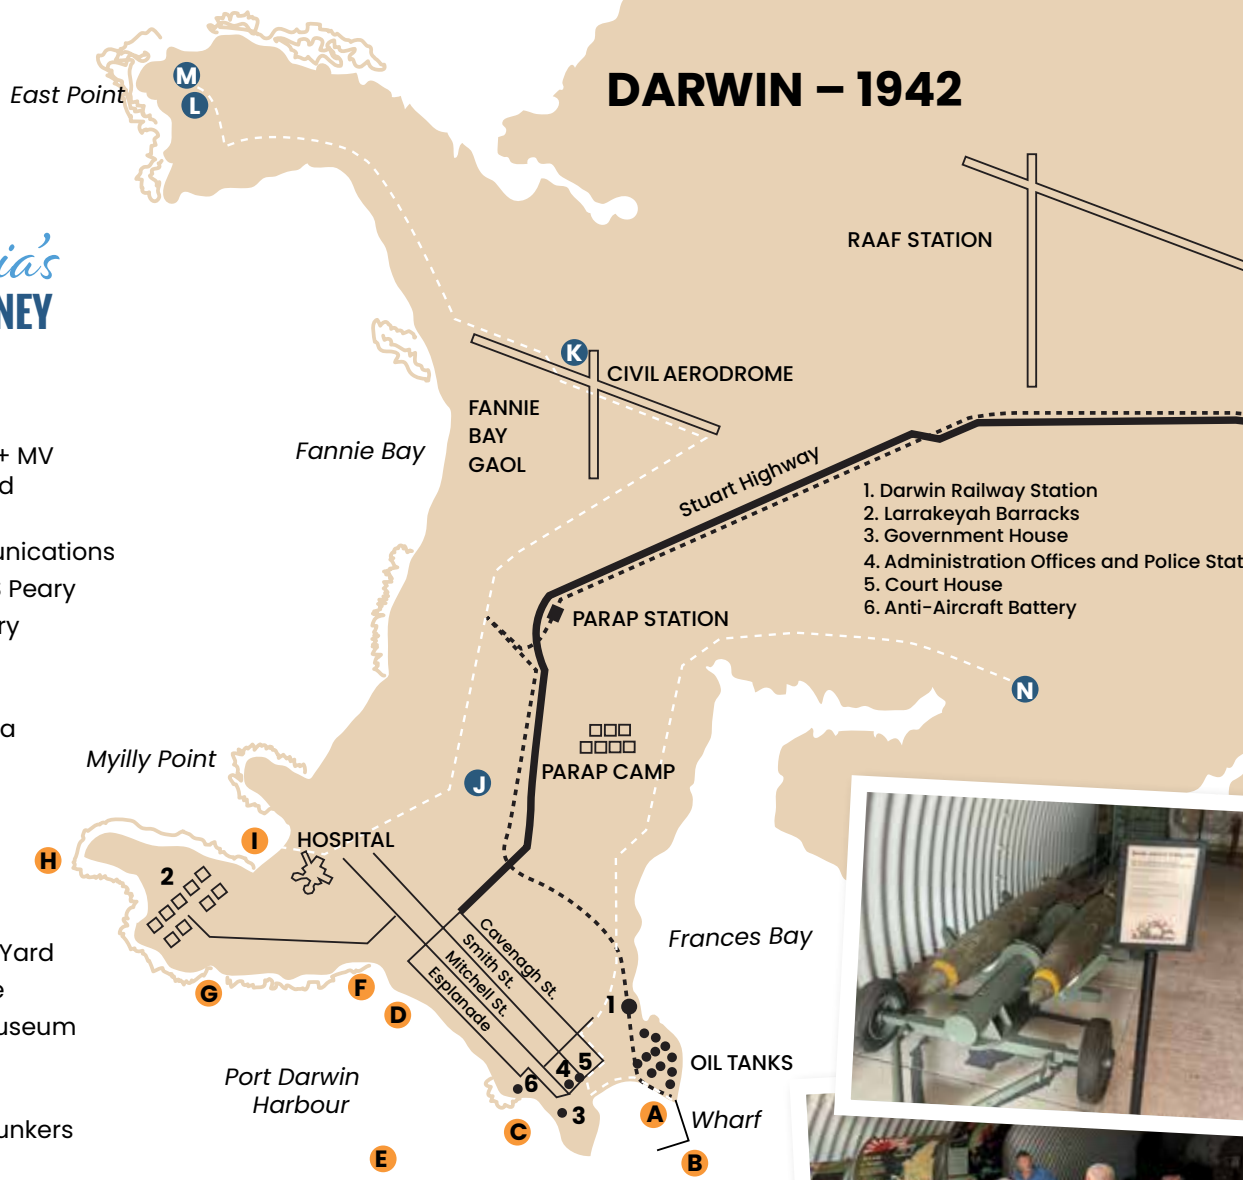 DARWIN – 1942
East Point
M
L
ia's
NEY
RAAF STATION
K
CIVIL AERODROME
FANNIE
BAY
GAOL
Fannie Bay
+ MV
d
Stuart Highway
1. Darwin Railway Station
2. Larrakeyah Barracks
3. Government House
4. Administration Offices and Police Stat
5. Court House
6. Anti-Aircraft Battery
unications
Peary
ry
PARAP STATION
N
a
Myilly Point
J
PARAP CAMP
I
HOSPITAL
H
2
Cavenagh St.
Smith St.
Mitchell St.
Esplanade
Frances Bay
Yard
e
useum
G
F
D
1
OIL TANKS
Port Darwin
Harbour
4
5
6
3
A
Wharf
C
B
E
unkers